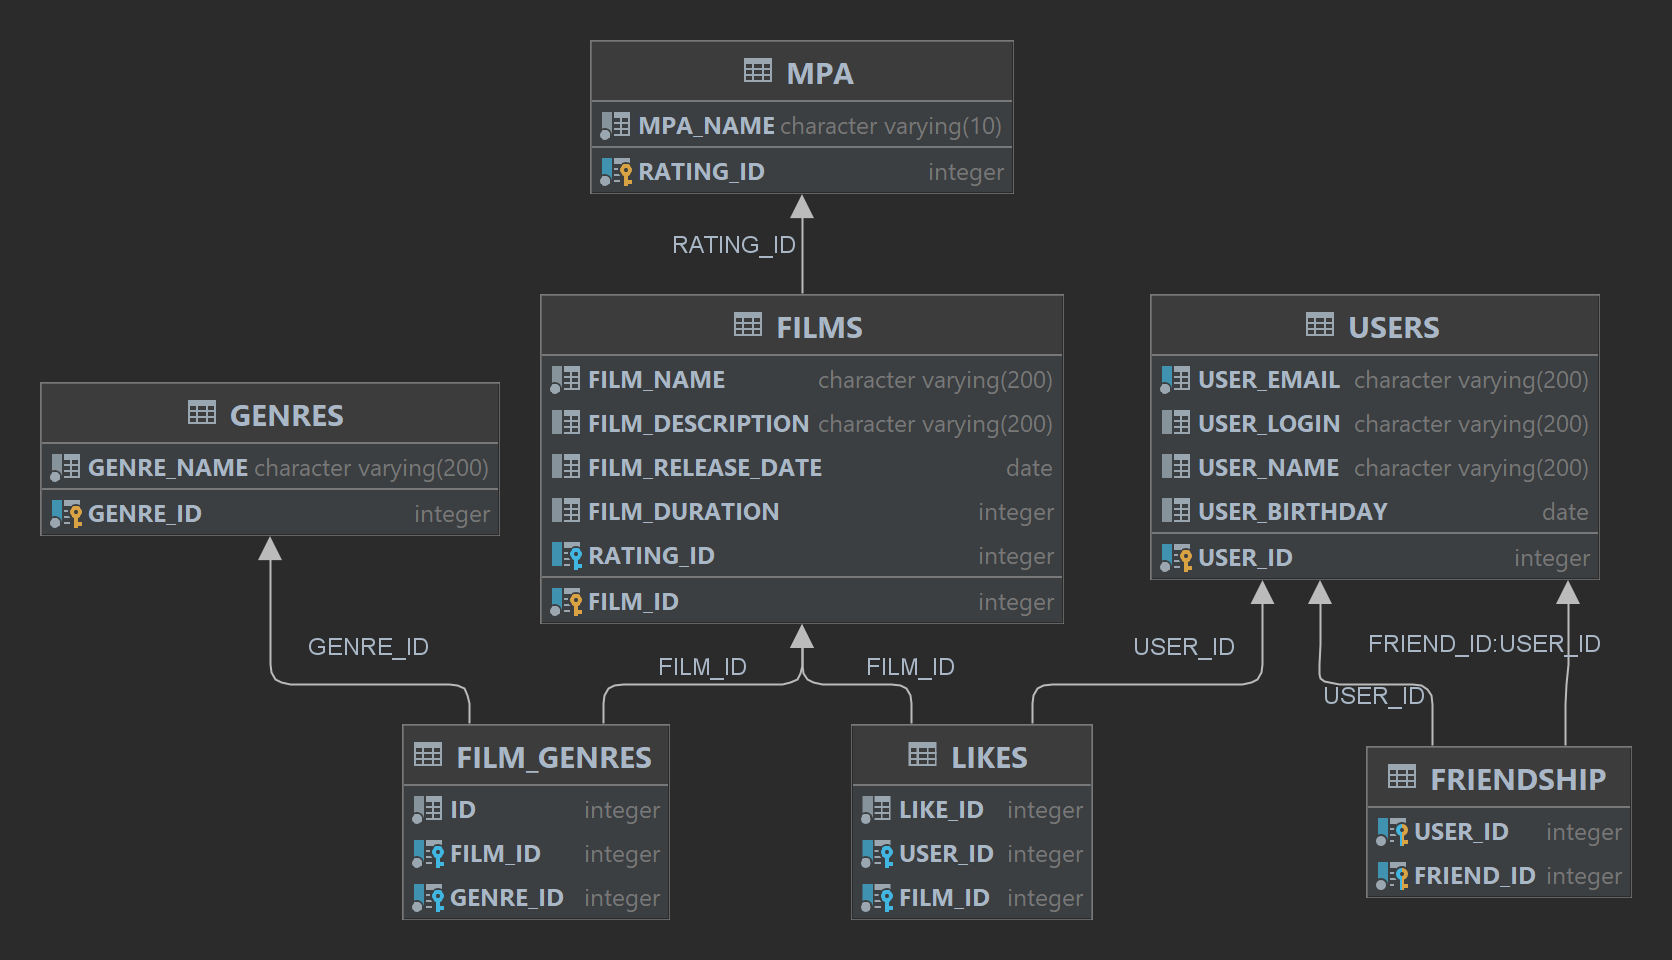 MPA
MPA_NAME character varying(10)
RATING_ID integer
RATING_ID
FILMS
FILM_NAME character varying(200)
FILM_DESCRIPTION character varying(200)
FILM_RELEASE_DATE date
FILM_DURATION integer
RATING_ID integer
FILM_ID integer
USERS
USER_EMAIL character varying(200)
USER_LOGIN character varying(200)
USER_NAME character varying(200)
USER_BIRTHDAY date
USER_ID integer
GENRES
GENRE_NAME character varying(200)
GENRE_ID integer
GENRE_ID
FILM_ID
FILM_ID
USER_ID
FRIEND_ID:USER_ID
USER_ID
FILM_GENRES
ID integer
FILM_ID integer
GENRE_ID integer
LIKES
LIKE_ID integer
USER_ID integer
FILM_ID integer
FRIENDSHIP
USER_ID integer
FRIEND_ID integer